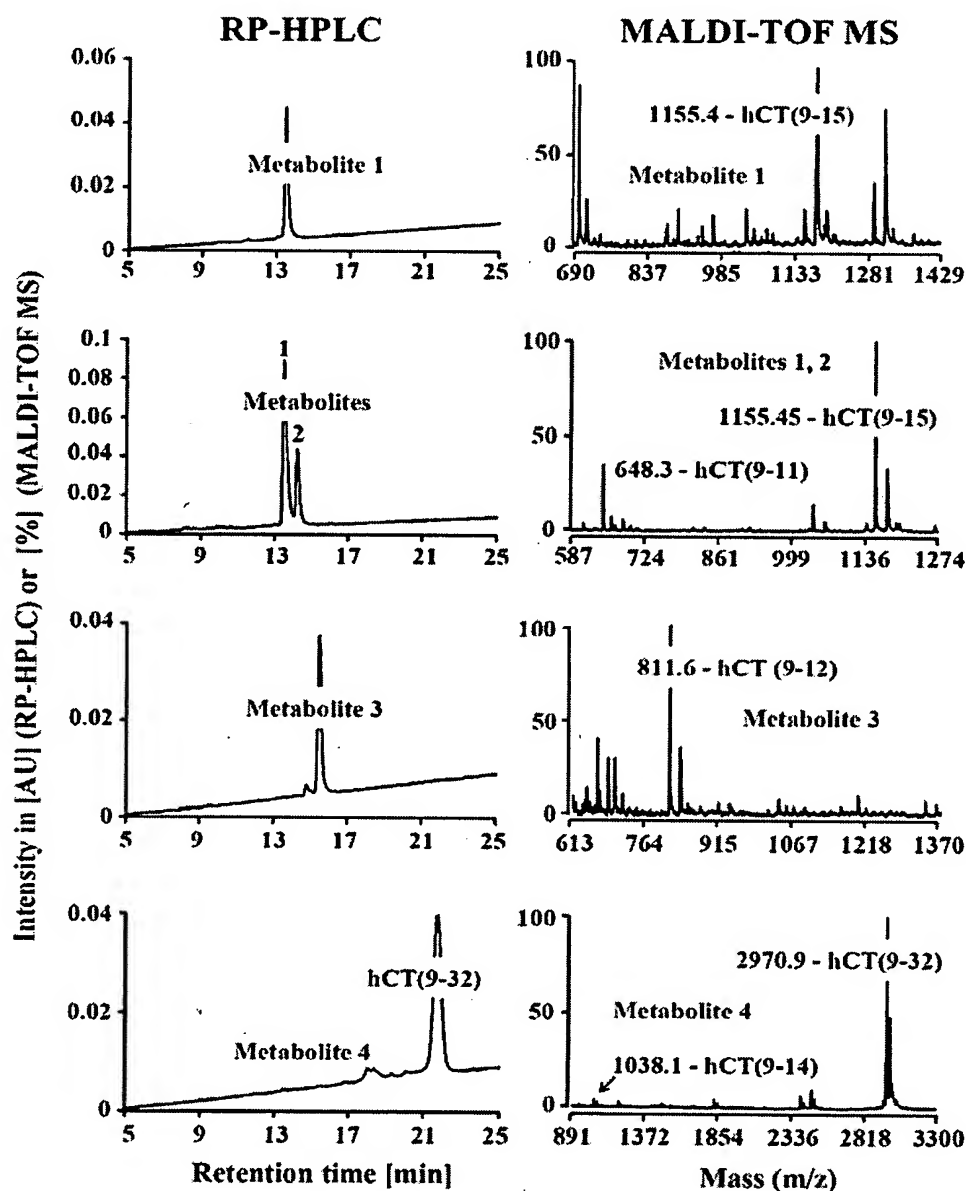 RP-HPLC
MALDI-TOF MS
Intensity in [AU] (RP-HPLC) or [%] (MALDI-TOF MS)
0.06
0.04
0.02
0
Metabolite 1
5 9 13 17 21 25
100
50
0
1155.4 - hCT(9-15)
Metabolite 1
690 837 985 1133 1281 1429
0.1
0.08
0.06
0.04
0.02
0
1
Metabolites
2
5 9 13 17 21 25
100
50
0
Metabolites 1, 2
1155.45 - hCT(9-15)
648.3 - hCT(9-11)
587 724 861 999 1136 1274
0.04
0.02
0
Metabolite 3
5 9 13 17 21 25
100
50
0
811.6 - hCT (9-12)
Metabolite 3
613 764 915 1067 1218 1370
0.04
0.02
0
hCT(9-32)
Metabolite 4
5 9 13 17 21 25
Retention time [min]
100
50
0
2970.9 - hCT(9-32)
Metabolite 4
1038.1 - hCT(9-14)
891 1372 1854 2336 2818 3300
Mass (m/z)